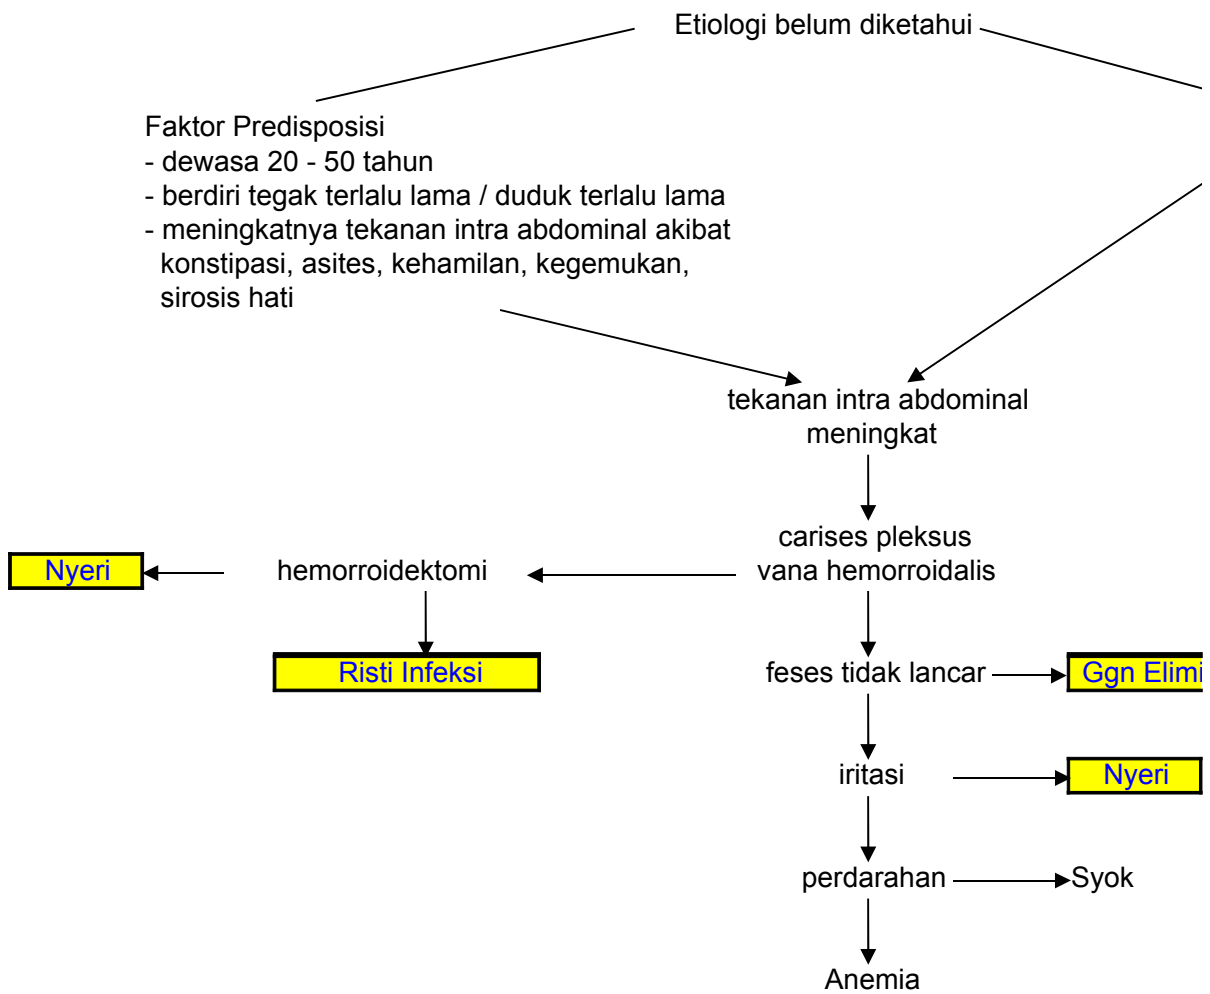 Etiologi belum diketahui
Faktor Predisposisi
- dewasa 20 - 50 tahun
- berdiri tegak terlalu lama / duduk terlalu lama
- meningkatnya tekanan intra abdominal akibat
konstipasi, asites, kehamilan, kegemukan,
sirosis hati
tekanan intra abdominal
meningkat
carises pleksus
vana hemorroidalis
Nyeri
hemorroidektomi
Risti Infeksi
feses tidak lancar
Ggn Elimi
iritasi
Nyeri
perdarahan
Syok
Anemia